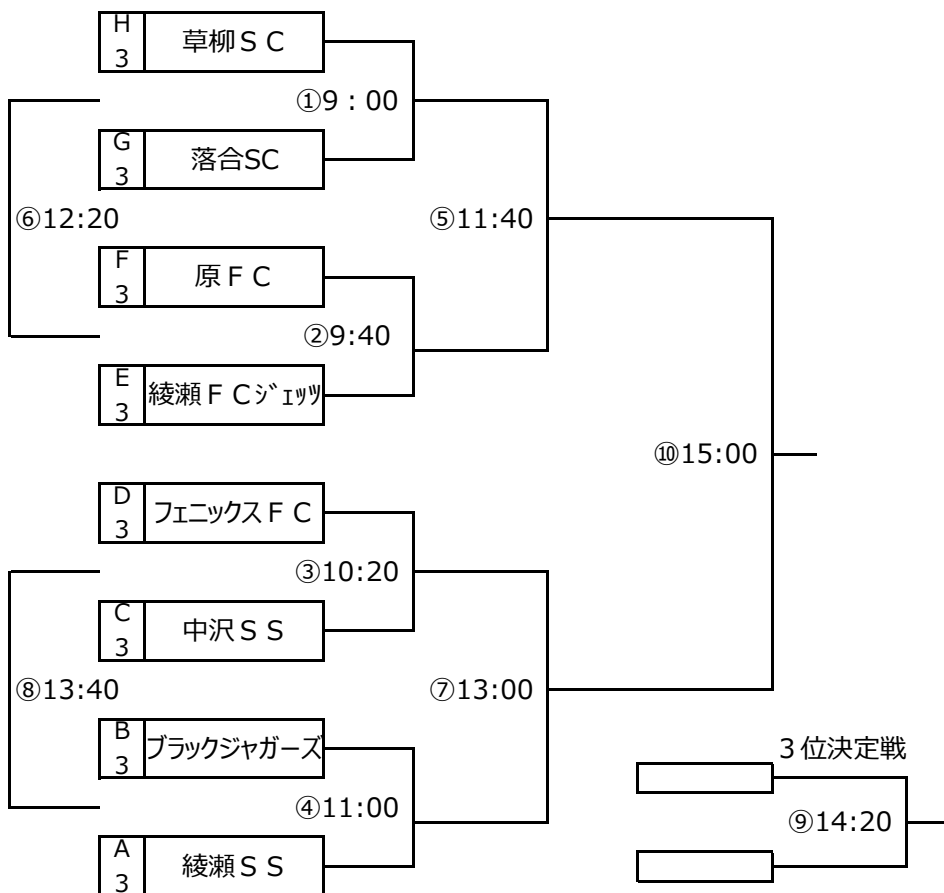 H
3
草柳ＳＣ
①9：00
G
3
落合SC
⑥12:20
⑤11:40
F
3
原ＦＣ
②9:40
E
3
綾瀬ＦＣｼﾞｪｯﾂ
⑩15:00
D
3
フェニックスＦＣ
③10:20
C
3
中沢ＳＳ
⑧13:40
⑦13:00
B
3
ブラックジャガーズ
３位決定戦
④11:00
⑨14:20
A
3
綾瀬ＳＳ